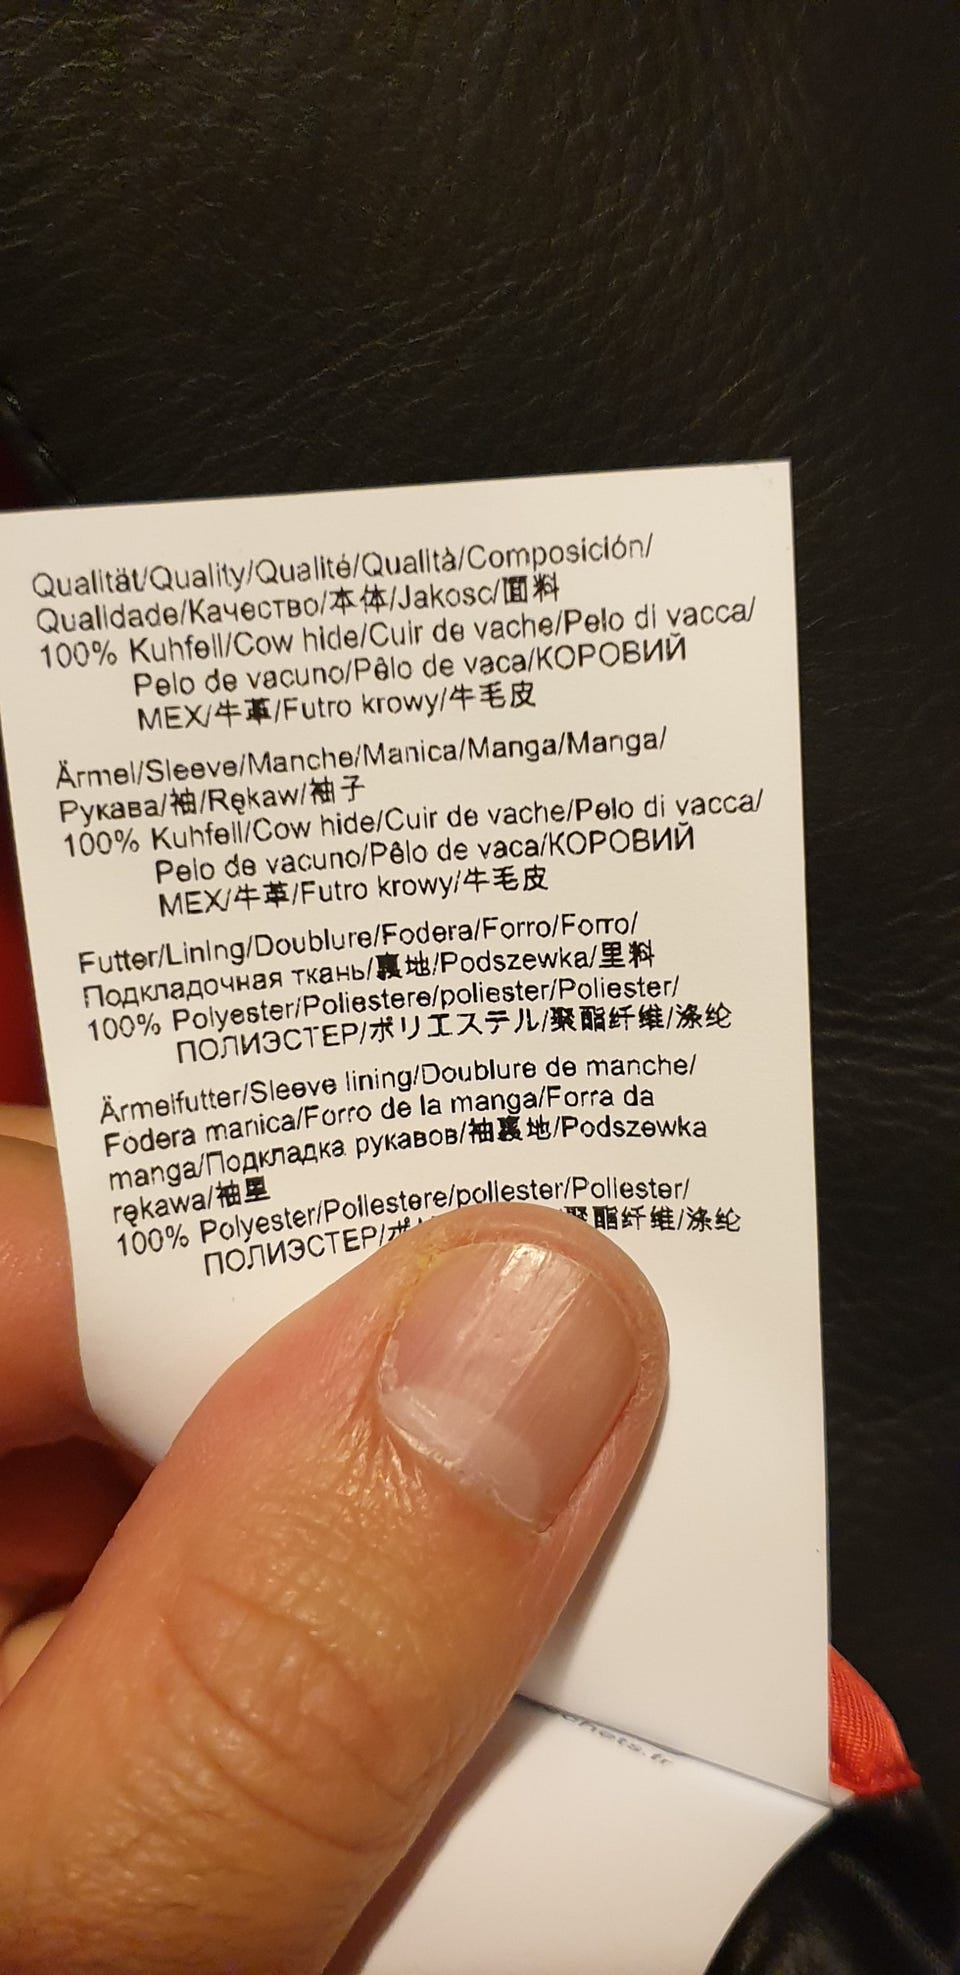 Qualität/Quality/Qualité/Qualità/Composición/
Qualidade/Качество/本体/Jakosc/面料
100% Kuhfell/Cow hide/Cuir de vache/Pelo di vacca/
Pelo de vacuno/Pêlo de vaca/КОРОВИЙ
МЕХ/牛革/Futro krowy/牛毛皮
Ärmel/Sleeve/Manche/Manica/Manga/Manga/
Рукава/袖/Rękaw/袖子
100% Kuhfell/Cow hide/Cuir de vache/Pelo di vacca/
Pelo de vacuno/Pêlo de vaca/КОРОВИЙ
МЕХ/牛革/Futro krowy/牛毛皮
Futter/Lining/Doublure/Fodera/Forro/Forro/
Подкладочная ткань/裏地/Podszewka/里料
100% Polyester/Poliestere/poliester/Poliester/
ПОЛИЭСТЕР/ポリエステル/聚酯纤维/涤纶
Ärmelfutter/Sleeve lining/Doublure de manche/
Fodera manica/Forro de la manga/Forra da
manga/Подкладка рукавов/袖裏地/Podszewka
rękawa/袖里
100% Polyester/Poliestere/poliester/Poliester/
ПОЛИЭСТЕР/ポ 聚酯纤维/涤纶